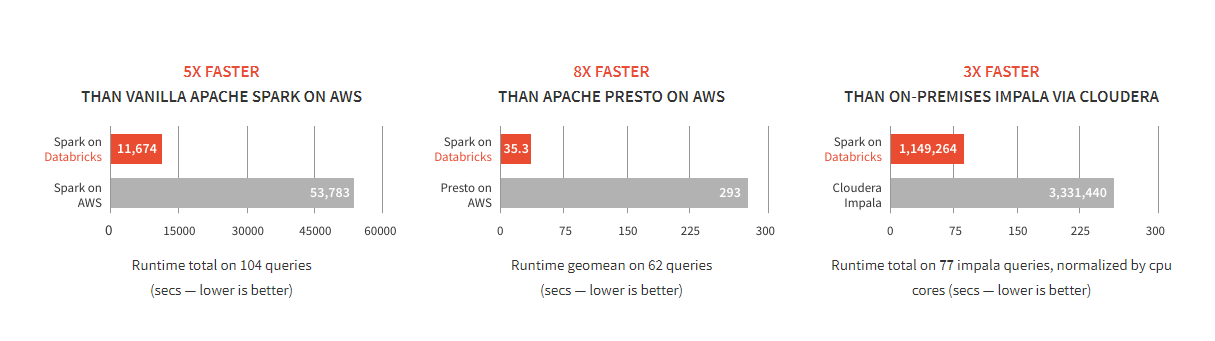 5X FASTER
THAN VANILLA APACHE SPARK ON AWS
Spark on
Databricks
11,674
Spark on
AWS
53,783
0 15000 30000 45000 60000
Runtime total on 104 queries
(secs — lower is better)
8X FASTER
THAN APACHE PRESTO ON AWS
Spark on
Databricks
35.3
Presto on
AWS
293
0 75 150 225 300
Runtime geomean on 62 queries
(secs — lower is better)
3X FASTER
THAN ON-PREMISES IMPALA VIA CLOUDERA
Spark on
Databricks
1,149,264
Cloudera
Impala
3,331,440
0 75 150 225 300
Runtime total on 77 impala queries, normalized by cpu
cores (secs — lower is better)